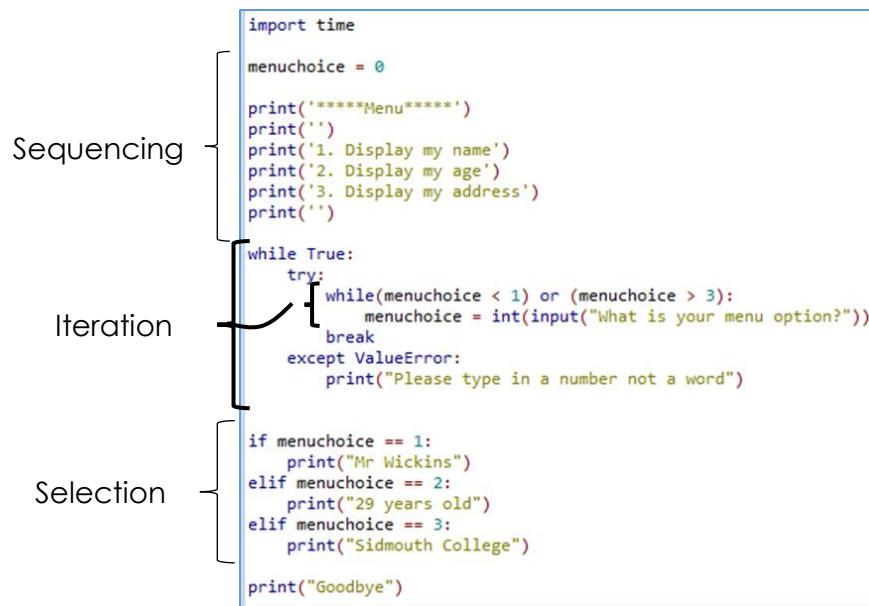 import time
menuchoice = 0
print('*****Menu*****')
print('')
print('1. Display my name')
print('2. Display my age')
print('3. Display my address')
print('')
Sequencing
while True:
    try:
        while(menuchoice < 1) or (menuchoice > 3):
            menuchoice = int(input("What is your menu option?"))
        break
    except ValueError:
        print("Please type in a number not a word")
Iteration
if menuchoice == 1:
    print("Mr Wickins")
elif menuchoice == 2:
    print("29 years old")
elif menuchoice == 3:
    print("Sidmouth College")
Selection
print("Goodbye")